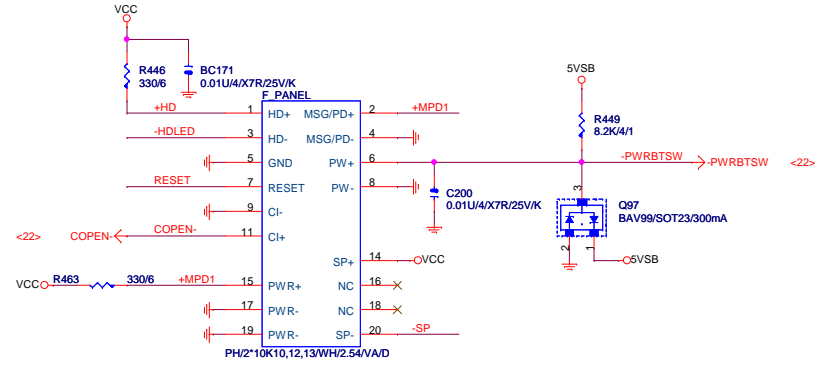 VCC
R446
330/6
BC171
0.01U/4/X7R/25V/K
F_PANEL
5VSB
R449
8.2K/4/1
+HD 1 HD+ MSG/PD+ 2 +MPD1
-HDLED 3 HD- MSG/PD- 4
5 GND PW+ 6 -PWRBTSW -PWRBTSW <22>
RESET 7 RESET PW- 8
C200
0.01U/4/X7R/25V/K
3
Q97
BAV99/SOT23/300mA
9 CI-
<22> COPEN- COPEN- 11 CI+
2 1
SP+ 14 VCC
5VSB
VCC R463 330/6 +MPD1 15 PWR+ NC 16
17 PWR- NC 18
19 PWR- SP- 20 -SP
PH/2*10K10,12,13/WH/2.54/VA/D